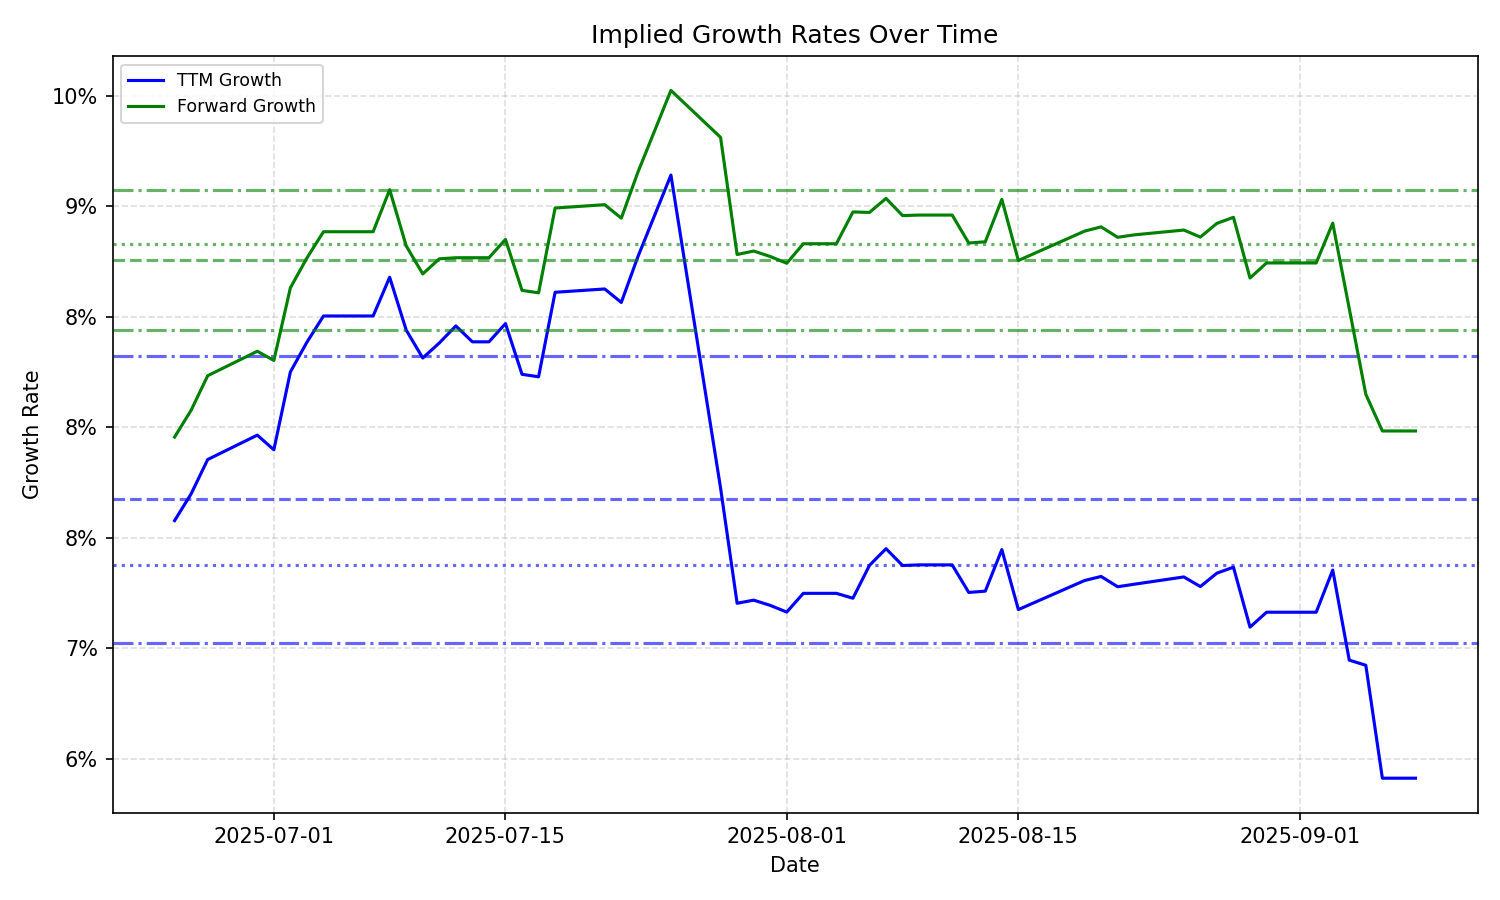 Implied Growth Rates Over Time
TTM Growth
Forward Growth
10%
9%
8%
8%
8%
7%
6%
Growth Rate
2025-07-01
2025-07-15
2025-08-01
2025-08-15
2025-09-01
Date